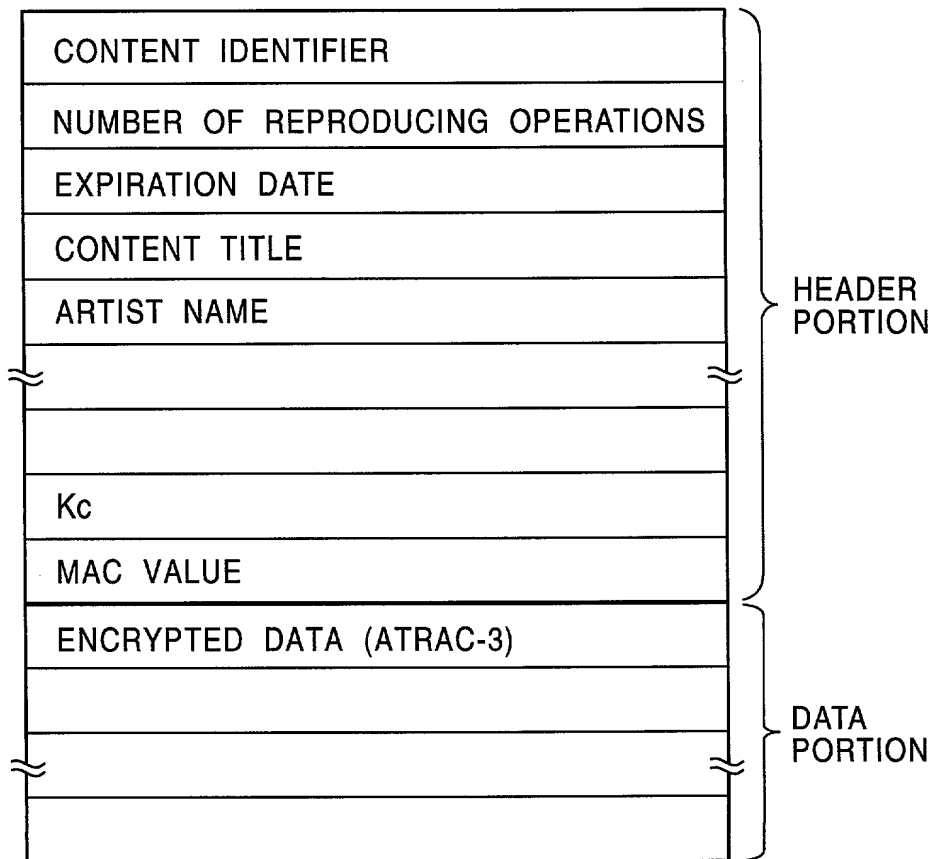 CONTENT IDENTIFIER
NUMBER OF REPRODUCING OPERATIONS
EXPIRATION DATE
CONTENT TITLE
ARTIST NAME
HEADER
PORTION
Kc
MAC VALUE
ENCRYPTED DATA (ATRAC-3)
DATA
PORTION